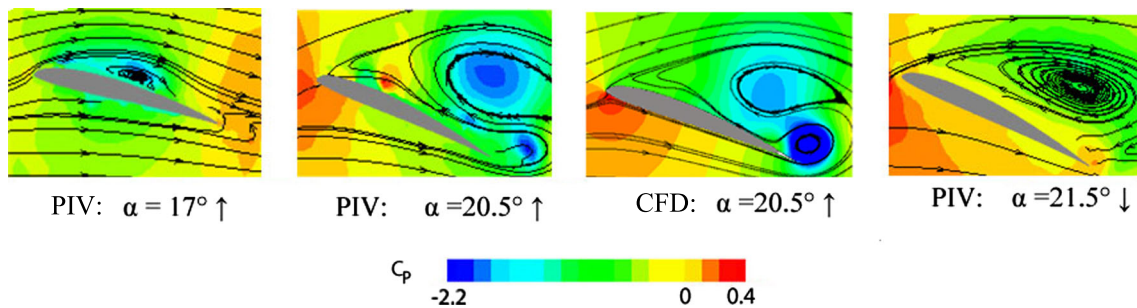 PIV: α = 17° ↑
PIV: α =20.5° ↑
CFD: α =20.5° ↑
PIV: α =21.5° ↓
Cp
-2.2 0 0.4